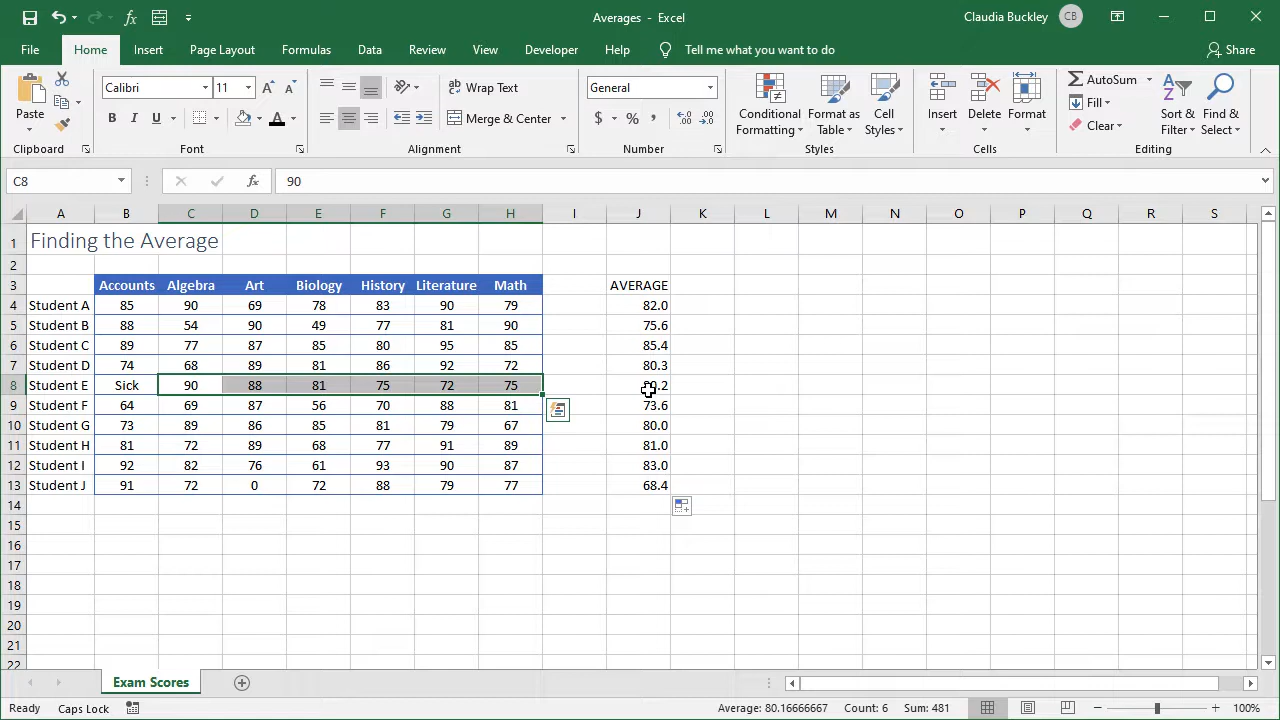 Averages - Excel
Claudia Buckley CB
File Home Insert Page Layout Formulas Data Review View Developer Help Tell me what you want to do Share
Calibri 11 Wrap Text General AutoSum
Paste B I U Merge & Center $ % , Conditional Formatting Format as Table Cell Styles Insert Delete Format Fill Clear Sort & Filter Find & Select
Clipboard Font Alignment Number Styles Cells Editing
C8 fx 90
A B C D E F G H I J K L M N O P Q R S
1 Finding the Average
2
3 Accounts Algebra Art Biology History Literature Math AVERAGE
4 Student A 85 90 69 78 83 90 79 82.0
5 Student B 88 54 90 49 77 81 90 75.6
6 Student C 89 77 87 85 80 95 85 85.4
7 Student D 74 68 89 81 86 92 72 80.3
8 Student E Sick 90 88 81 75 72 75
9 Student F 64 69 87 56 70 88 81 73.6
10 Student G 73 89 86 85 81 79 67 80.0
11 Student H 81 72 89 68 77 91 89 81.0
12 Student I 92 82 76 61 93 90 87 83.0
13 Student J 91 72 0 72 88 79 77 68.4
14
15
16
17
18
19
20
21
22
Exam Scores
Ready Caps Lock Average: 80.16666667 Count: 6 Sum: 481 100%